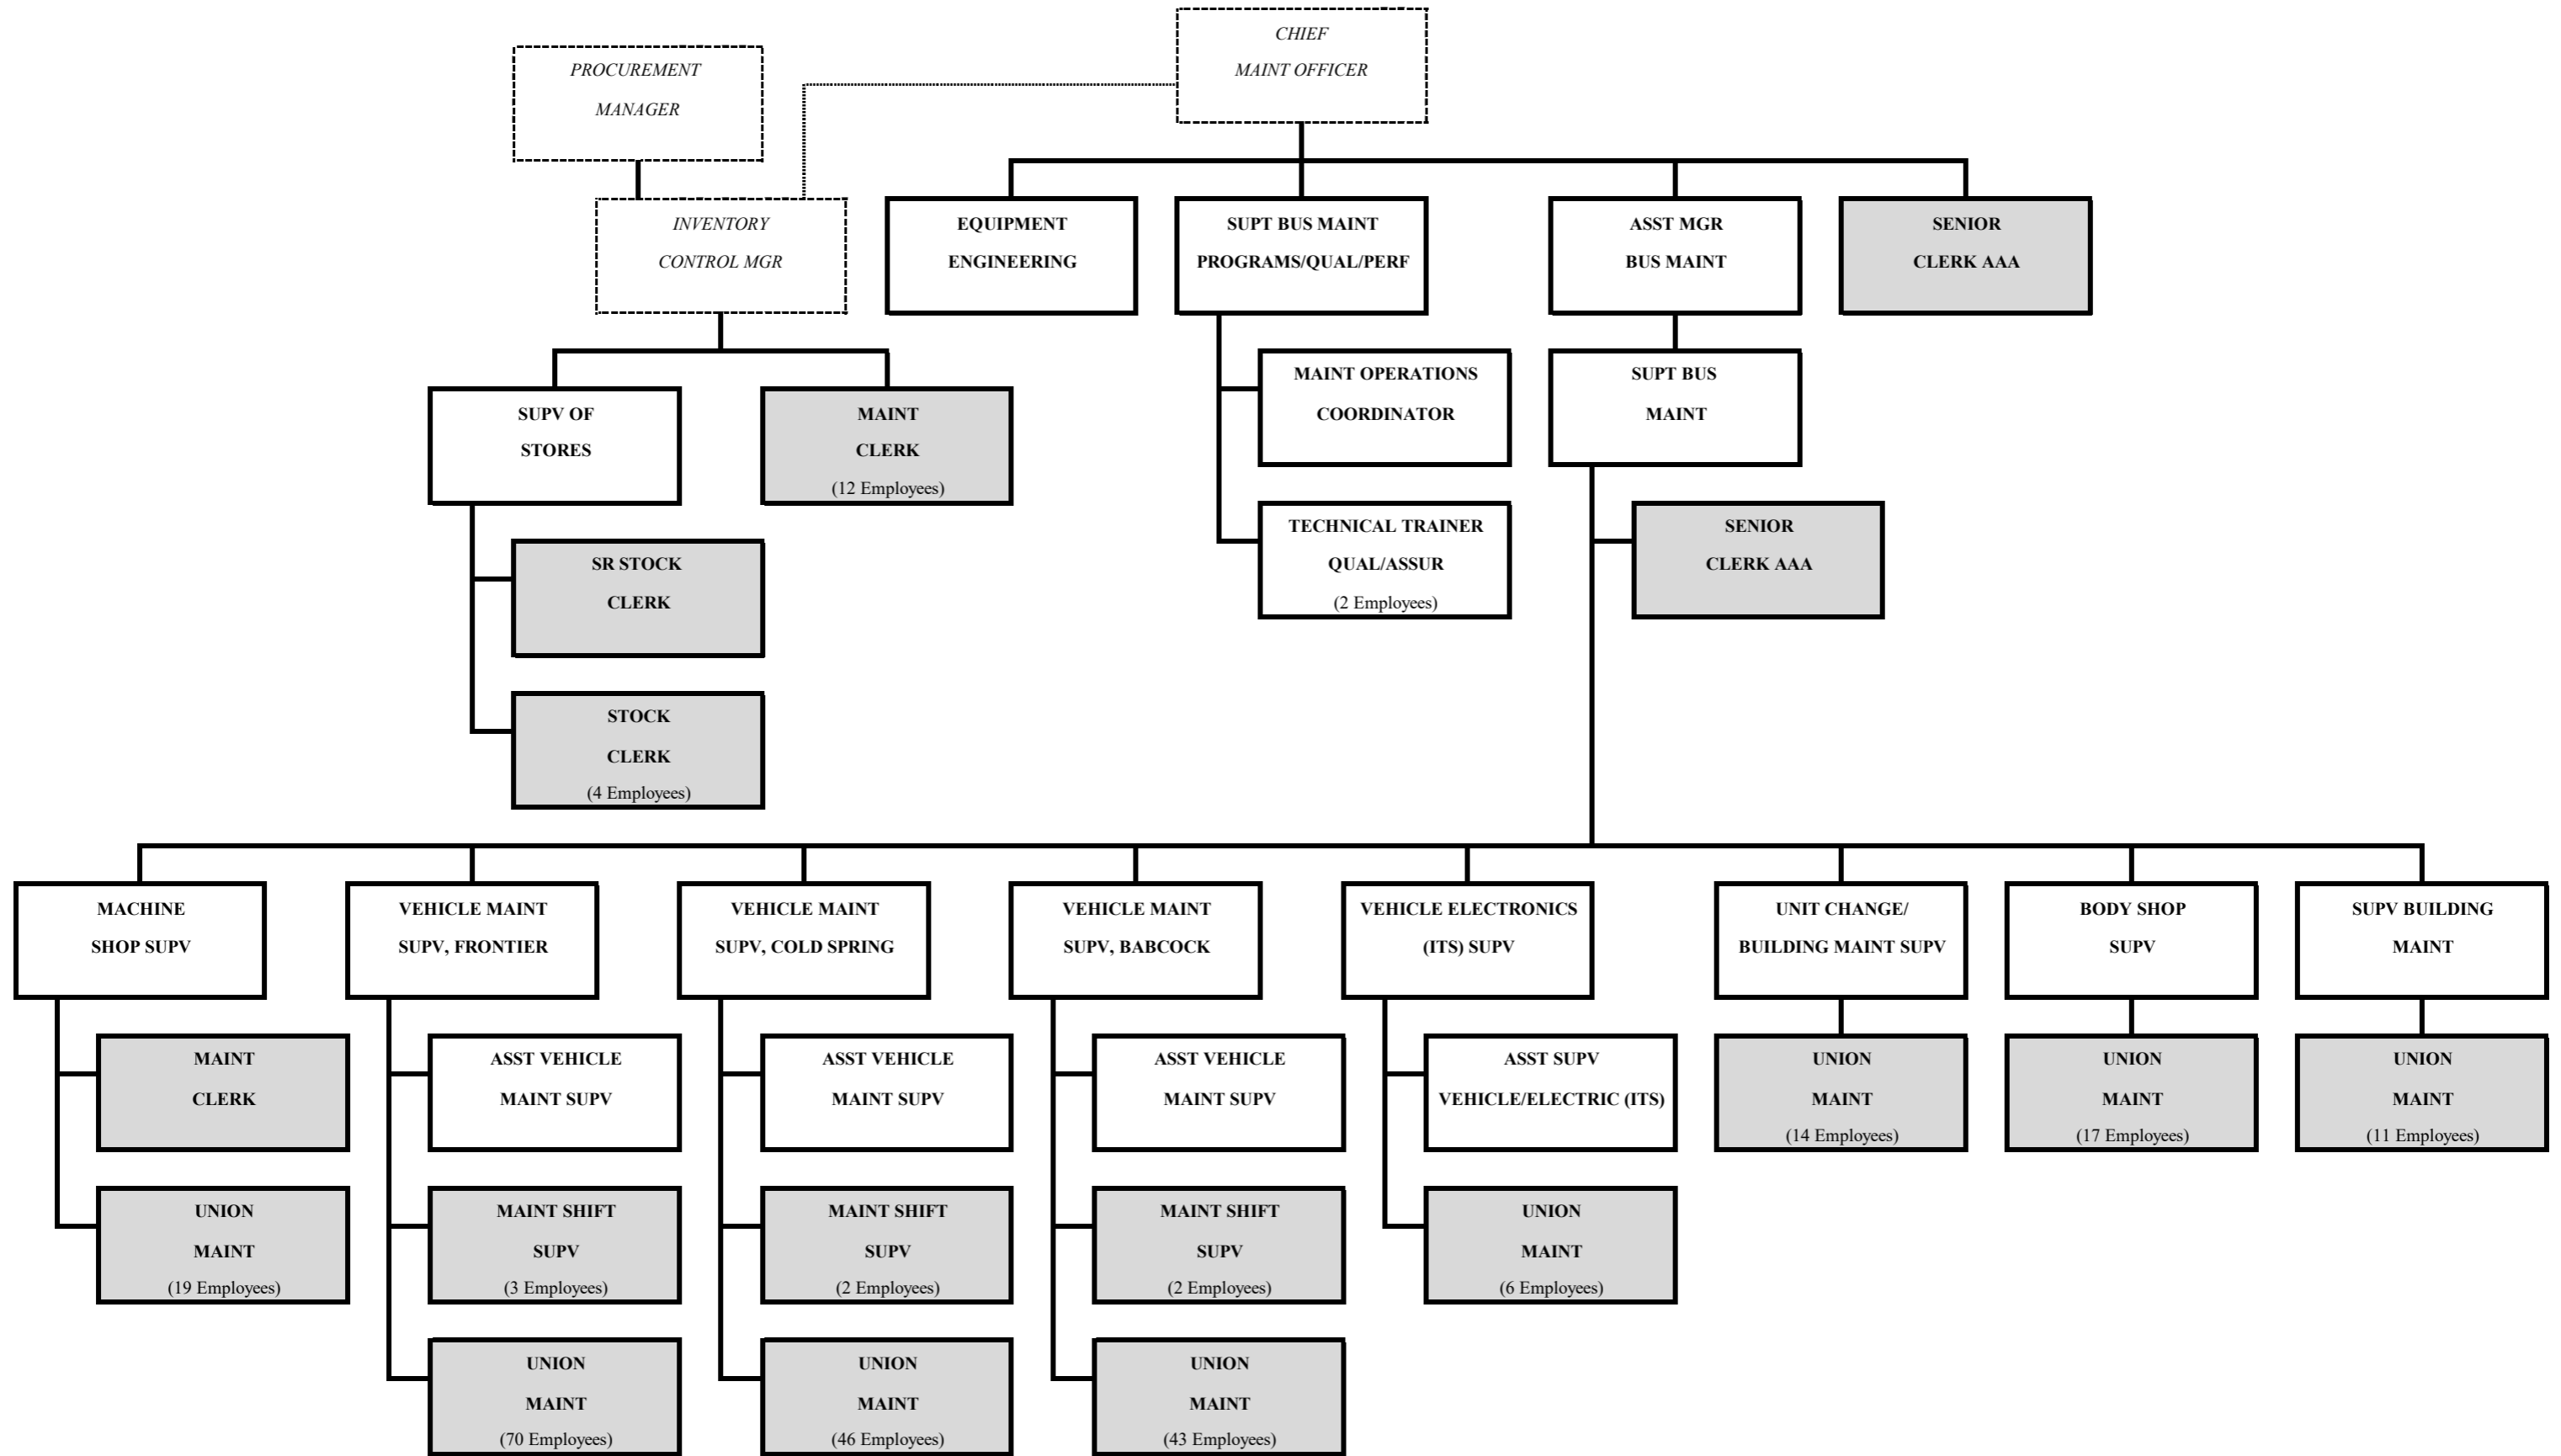 CHIEF
MAINT OFFICER
PROCUREMENT
MANAGER
INVENTORY
CONTROL MGR
EQUIPMENT
ENGINEERING
SUPT BUS MAINT
PROGRAMS/QUAL/PERF
ASST MGR
BUS MAINT
SENIOR
CLERK AAA
MAINT OPERATIONS
COORDINATOR
SUPT BUS
MAINT
SUPV OF
STORES
MAINT
CLERK
(12 Employees)
TECHNICAL TRAINER
QUAL/ASSUR
(2 Employees)
SENIOR
CLERK AAA
SR STOCK
CLERK
STOCK
CLERK
(4 Employees)
MACHINE
SHOP SUPV
VEHICLE MAINT
SUPV, FRONTIER
VEHICLE MAINT
SUPV, COLD SPRING
VEHICLE MAINT
SUPV, BABCOCK
VEHICLE ELECTRONICS
(ITS) SUPV
UNIT CHANGE/
BUILDING MAINT SUPV
BODY SHOP
SUPV
SUPV BUILDING
MAINT
MAINT
CLERK
ASST VEHICLE
MAINT SUPV
ASST VEHICLE
MAINT SUPV
ASST VEHICLE
MAINT SUPV
ASST SUPV
VEHICLE/ELECTRIC (ITS)
UNION
MAINT
(14 Employees)
UNION
MAINT
(17 Employees)
UNION
MAINT
(11 Employees)
UNION
MAINT
(19 Employees)
MAINT SHIFT
SUPV
(3 Employees)
MAINT SHIFT
SUPV
(2 Employees)
MAINT SHIFT
SUPV
(2 Employees)
UNION
MAINT
(6 Employees)
UNION
MAINT
(70 Employees)
UNION
MAINT
(46 Employees)
UNION
MAINT
(43 Employees)